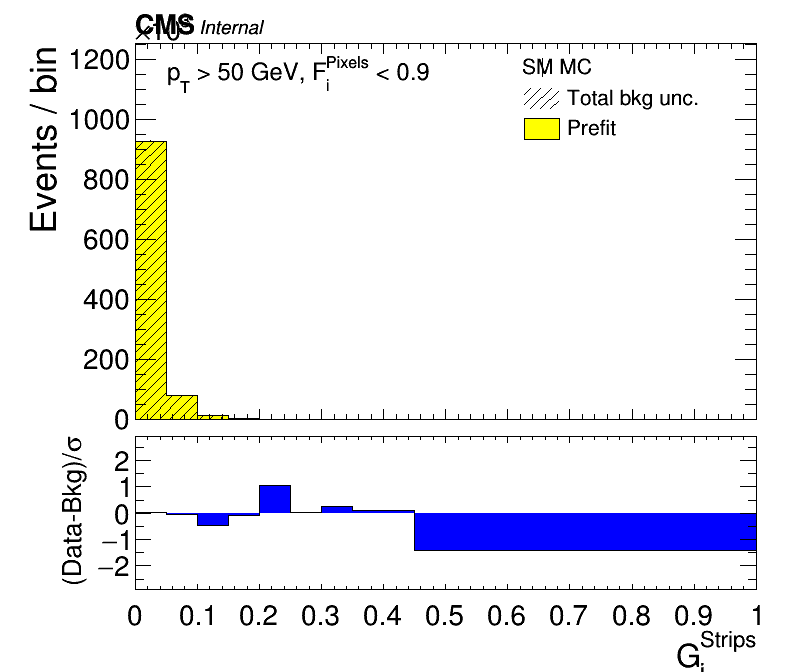 CMS Internal
×10³
1200
1000
800
600
400
200
0
Events / bin
p_T > 50 GeV, F_i^Pixels < 0.9
SM MC
Total bkg unc.
Prefit
2
1
0
−1
−2
(Data-Bkg)/σ
0 0.1 0.2 0.3 0.4 0.5 0.6 0.7 0.8 0.9 1
G_i^Strips